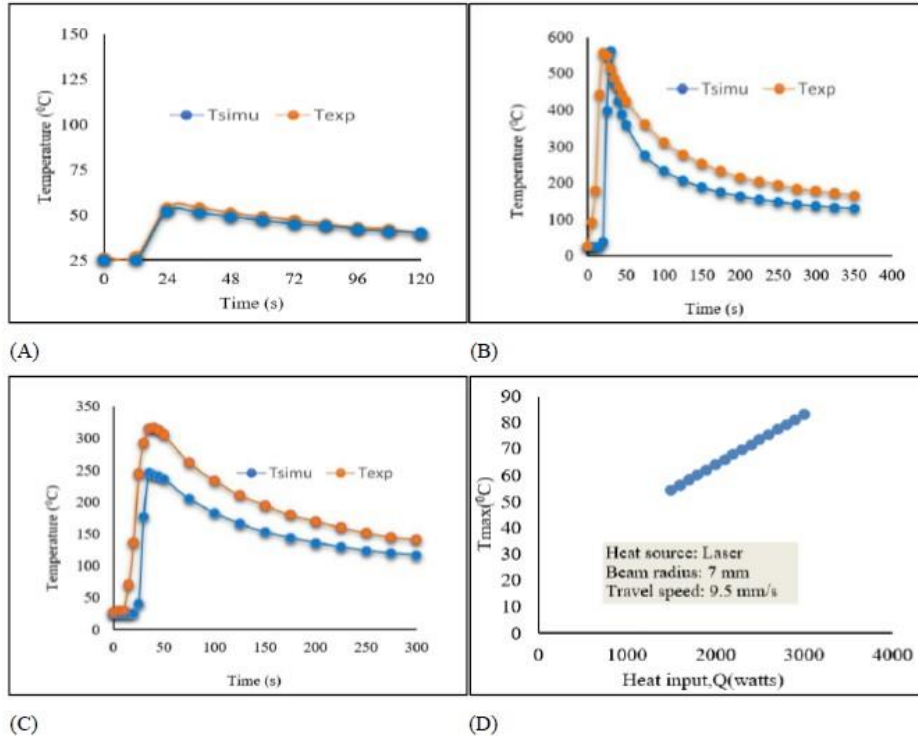 150
125
100
75
50
25
Temperature (⁰C)
Tsimu Texp
0 24 48 72 96 120
Time (s)
(A)
600
500
400
300
200
100
0
Temperature (⁰C)
Tsimu Texp
0 50 100 150 200 250 300 350 400
Time (s)
(B)
350
300
250
200
150
100
50
0
Temperature (⁰C)
Tsimu Texp
0 50 100 150 200 250 300
Time (s)
(C)
90
80
70
60
50
40
30
20
10
0
Tmax(⁰C)
Heat source: Laser
Beam radius: 7 mm
Travel speed: 9.5 mm/s
0 1000 2000 3000 4000
Heat input,Q(watts)
(D)